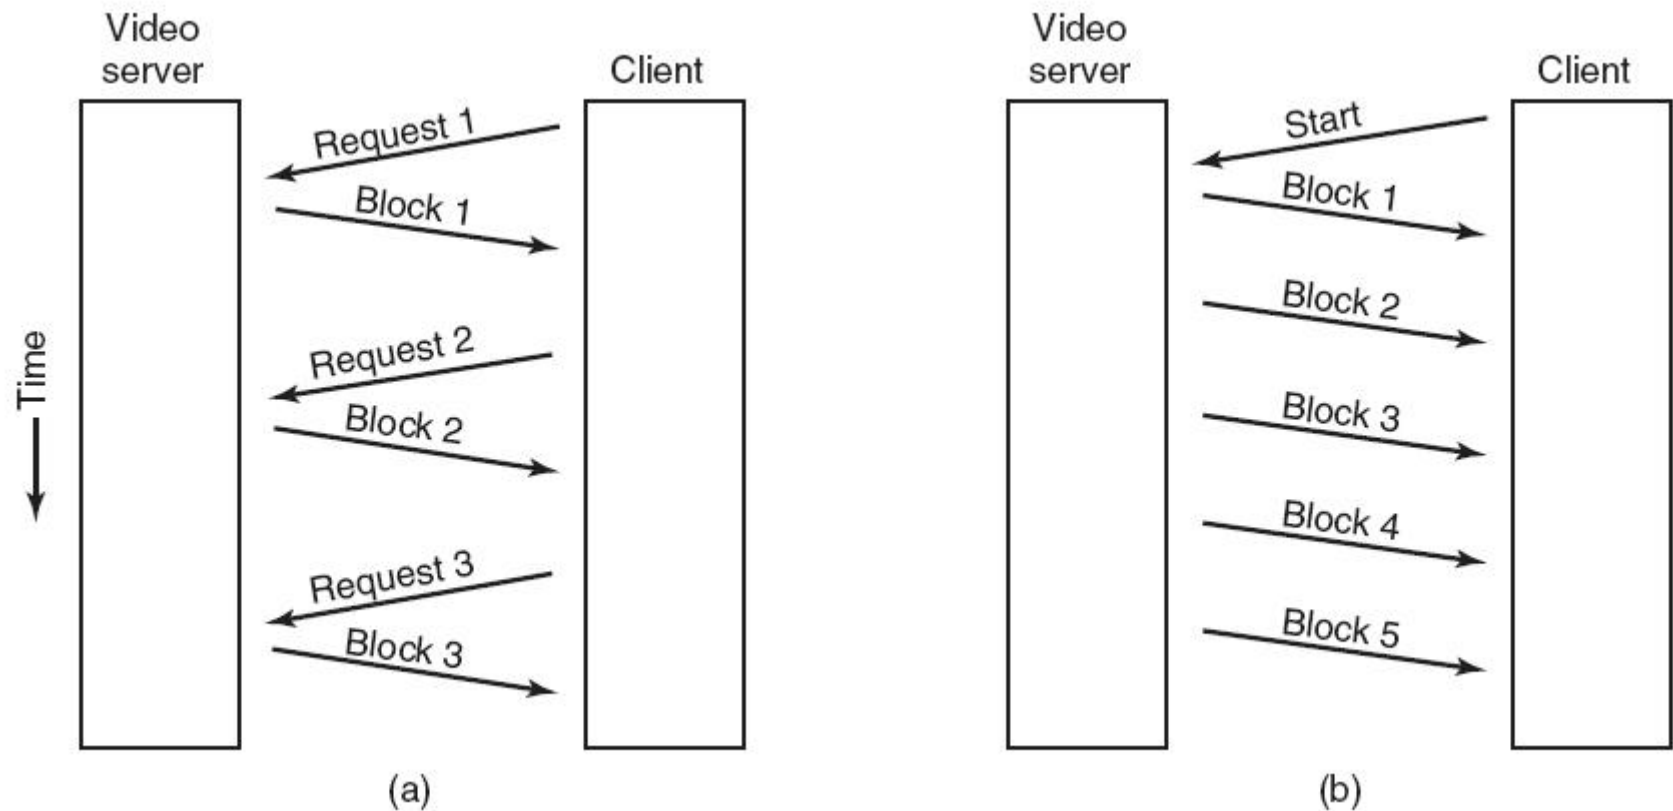 Video
server
Client
Request 1
Block 1
Request 2
Block 2
Request 3
Block 3
Time
(a)
Video
server
Client
Start
Block 1
Block 2
Block 3
Block 4
Block 5
(b)